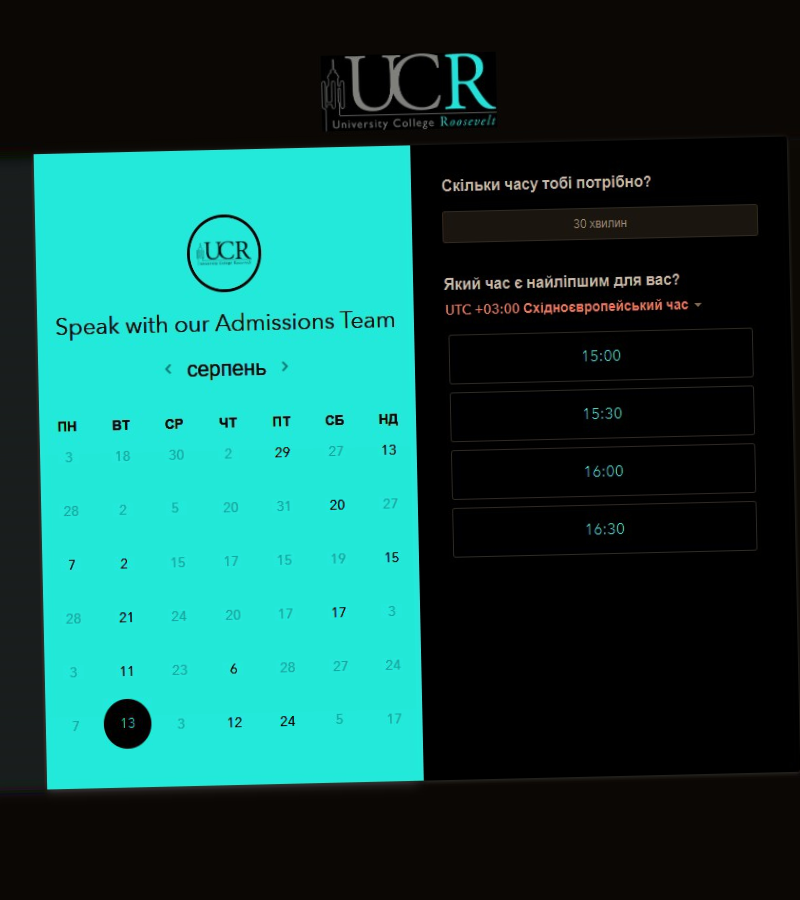 UCR
University College Roosevelt
UCR
Speak with our Admissions Team
серпень
ПН ВТ СР ЧТ ПТ СБ НД
3 18 30 2 29 27 13
28 2 5 20 31 20 27
7 2 15 17 15 19 15
28 21 24 20 17 17 3
3 11 23 6 28 27 24
7 13 3 12 24 5 17
Скільки часу тобі потрібно?
30 хвилин
Який час є найліпшим для вас?
UTC +03:00 Східноєвропейський час
15:00
15:30
16:00
16:30